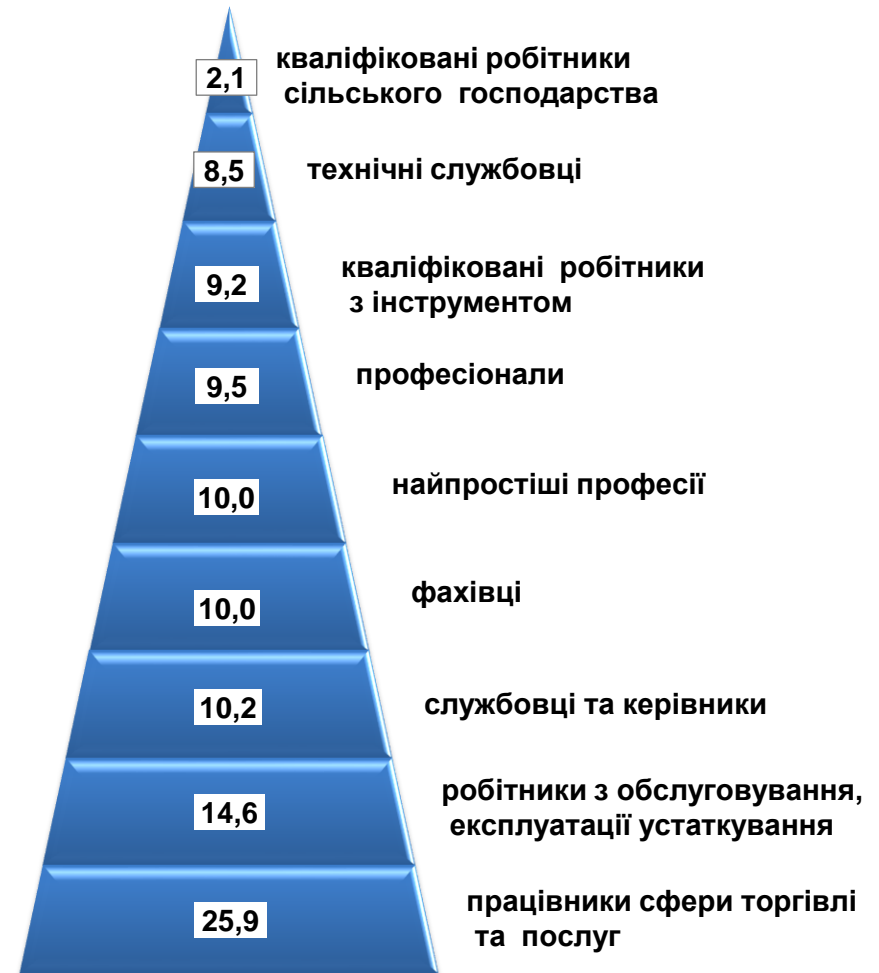 2,1
кваліфіковані робітники
сільського господарства
8,5
технічні службовці
9,2
кваліфіковані робітники
з інструментом
9,5
професіонали
10,0
найпростіші професії
10,0
фахівці
10,2
службовці та керівники
14,6
робітники з обслуговування,
експлуатації устаткування
25,9
працівники сфери торгівлі
та послуг